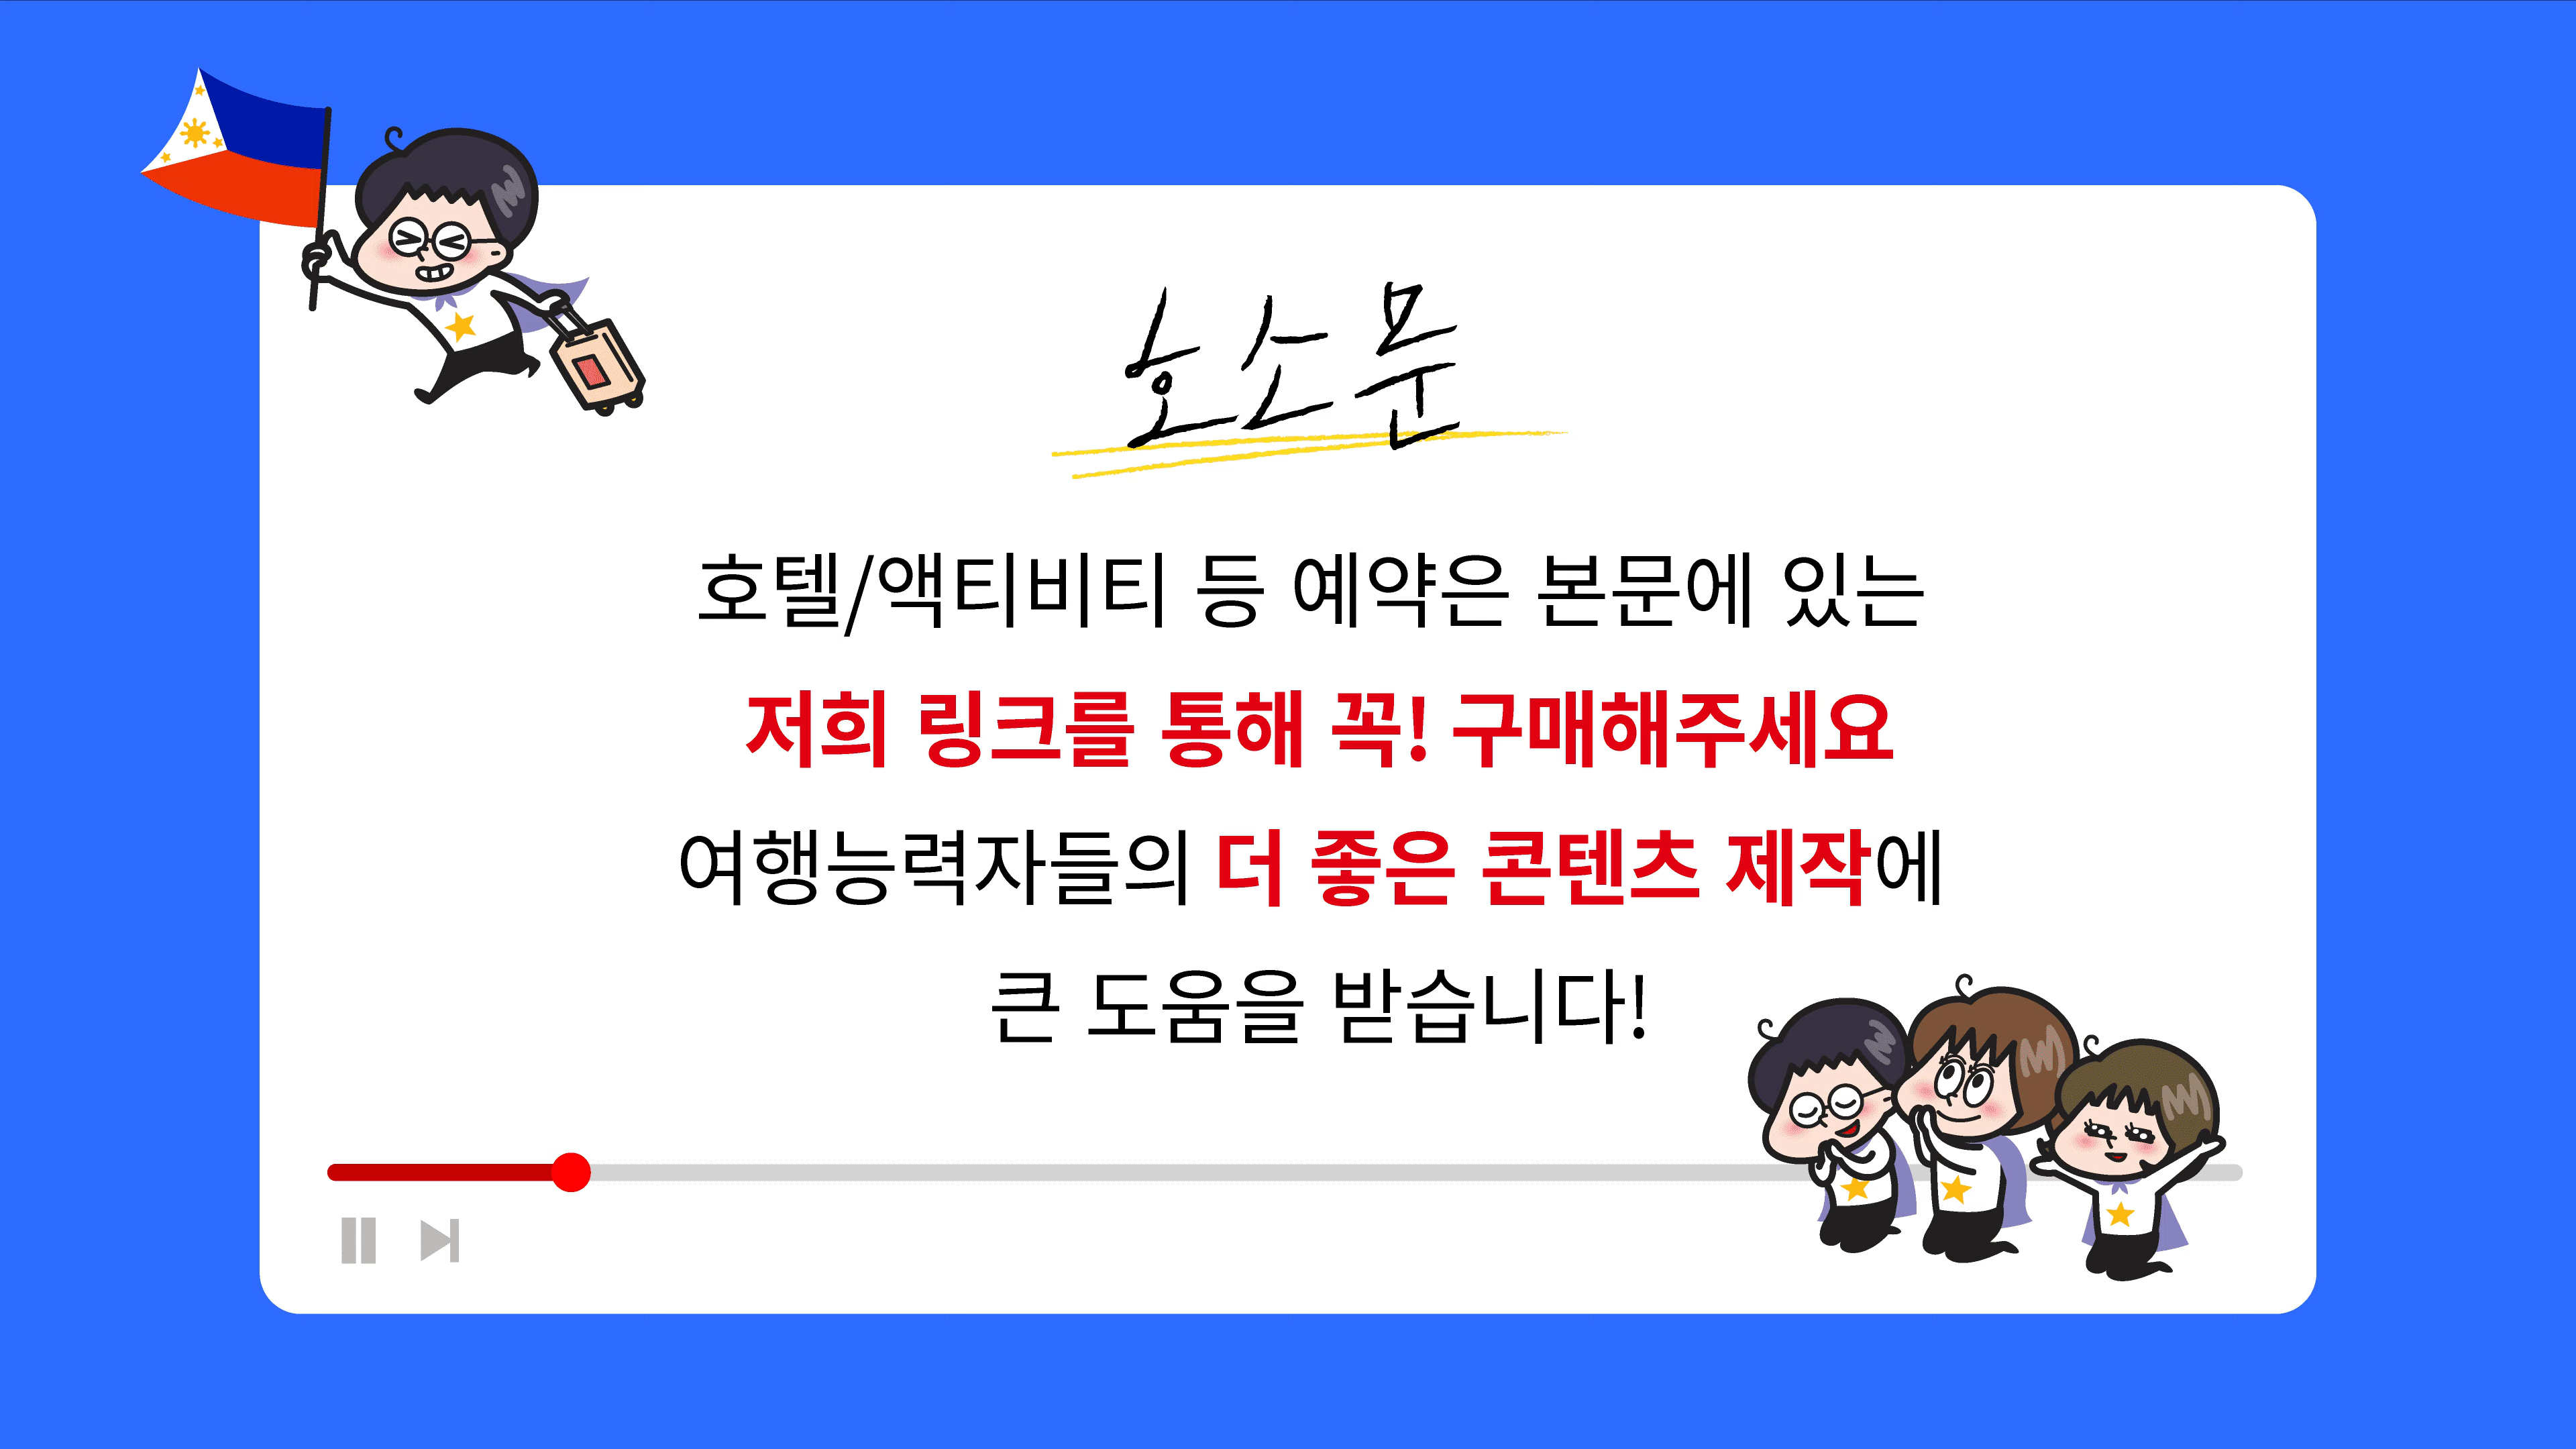 호소문
호텔/액티비티 등 예약은 본문에 있는
저희 링크를 통해 꼭! 구매해주세요
여행능력자들의 더 좋은 콘텐츠 제작에
큰 도움을 받습니다!